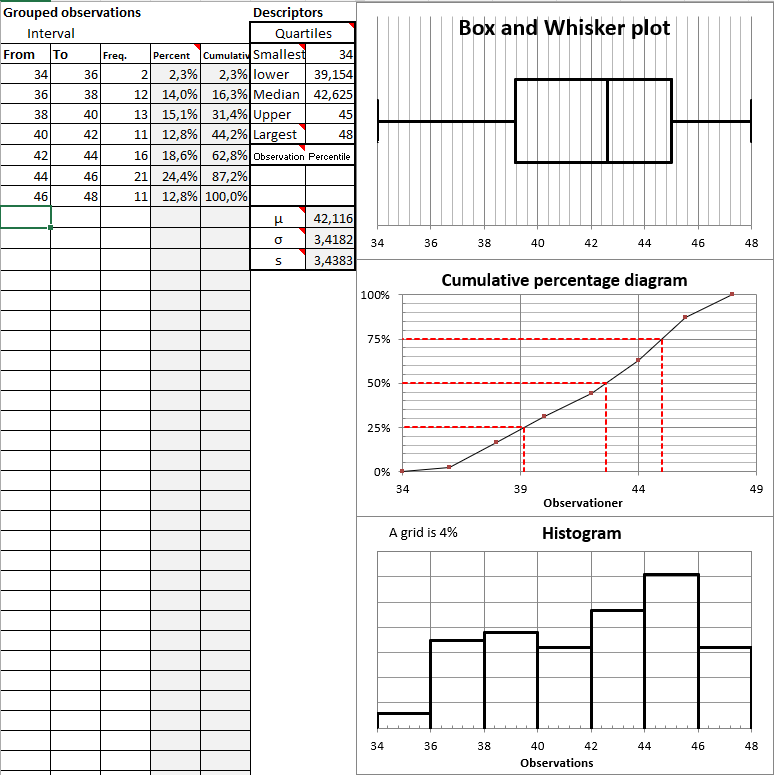 Grouped observations
Interval
From To Freq. Percent Cumulativ
34 36 2 2,3% 2,3%
36 38 12 14,0% 16,3%
38 40 13 15,1% 31,4%
40 42 11 12,8% 44,2%
42 44 16 18,6% 62,8%
44 46 21 24,4% 87,2%
46 48 11 12,8% 100,0%
Descriptors
Quartiles
Smallest 34
lower 39,154
Median 42,625
Upper 45
Largest 48
Observation Percentile
μ 42,116
σ 3,4182
s 3,4383
Box and Whisker plot
34 36 38 40 42 44 46 48
Cumulative percentage diagram
100%
75%
50%
25%
0%
34 39 44 49
Observationer
A grid is 4%
Histogram
34 36 38 40 42 44 46 48
Observations